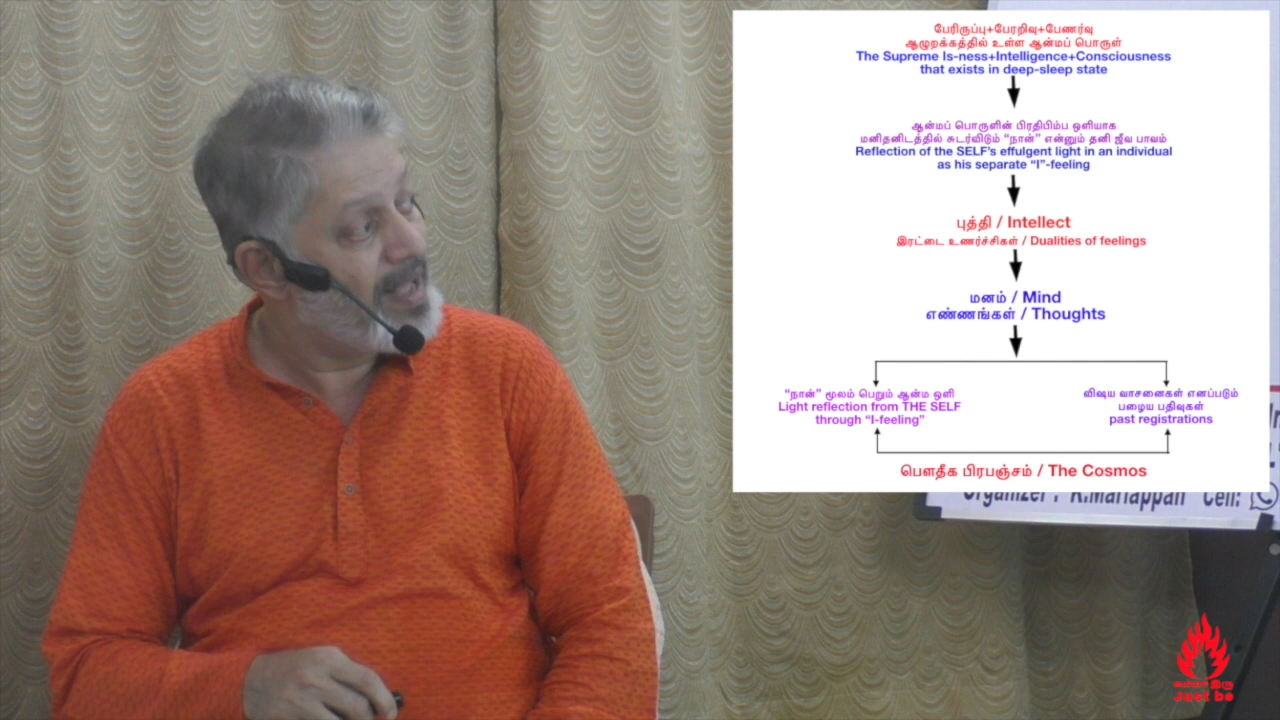 பேரிருப்பு+பேரறிவு+பேணர்வு
ஆழுறக்கத்தில் உள்ள ஆன்மப் பொருள்
The Supreme Is-ness+Intelligence+Consciousness
that exists in deep-sleep state
ஆன்மப் பொருளின் பிரதிபிம்ப ஒளியாக
மனிதனிடத்தில் சுடர்விடும் “நான்” என்னும் தனி ஜீவ பாவம்
Reflection of the SELF’s effulgent light in an individual
as his separate “I”-feeling
புத்தி / Intellect
இரட்டை உணர்ச்சிகள் / Dualities of feelings
மனம் / Mind
எண்ணங்கள் / Thoughts
“நான்” மூலம் பெறும் ஆன்ம ஒளி
Light reflection from THE SELF
through “I-feeling”
விஷய வாசனைகள் எனப்படும்
பழைய பதிவுகள்
past registrations
பௌதீக பிரபஞ்சம் / The Cosmos
Organizer : K.Mariappan Cell:
சும்மா இரு
Just be